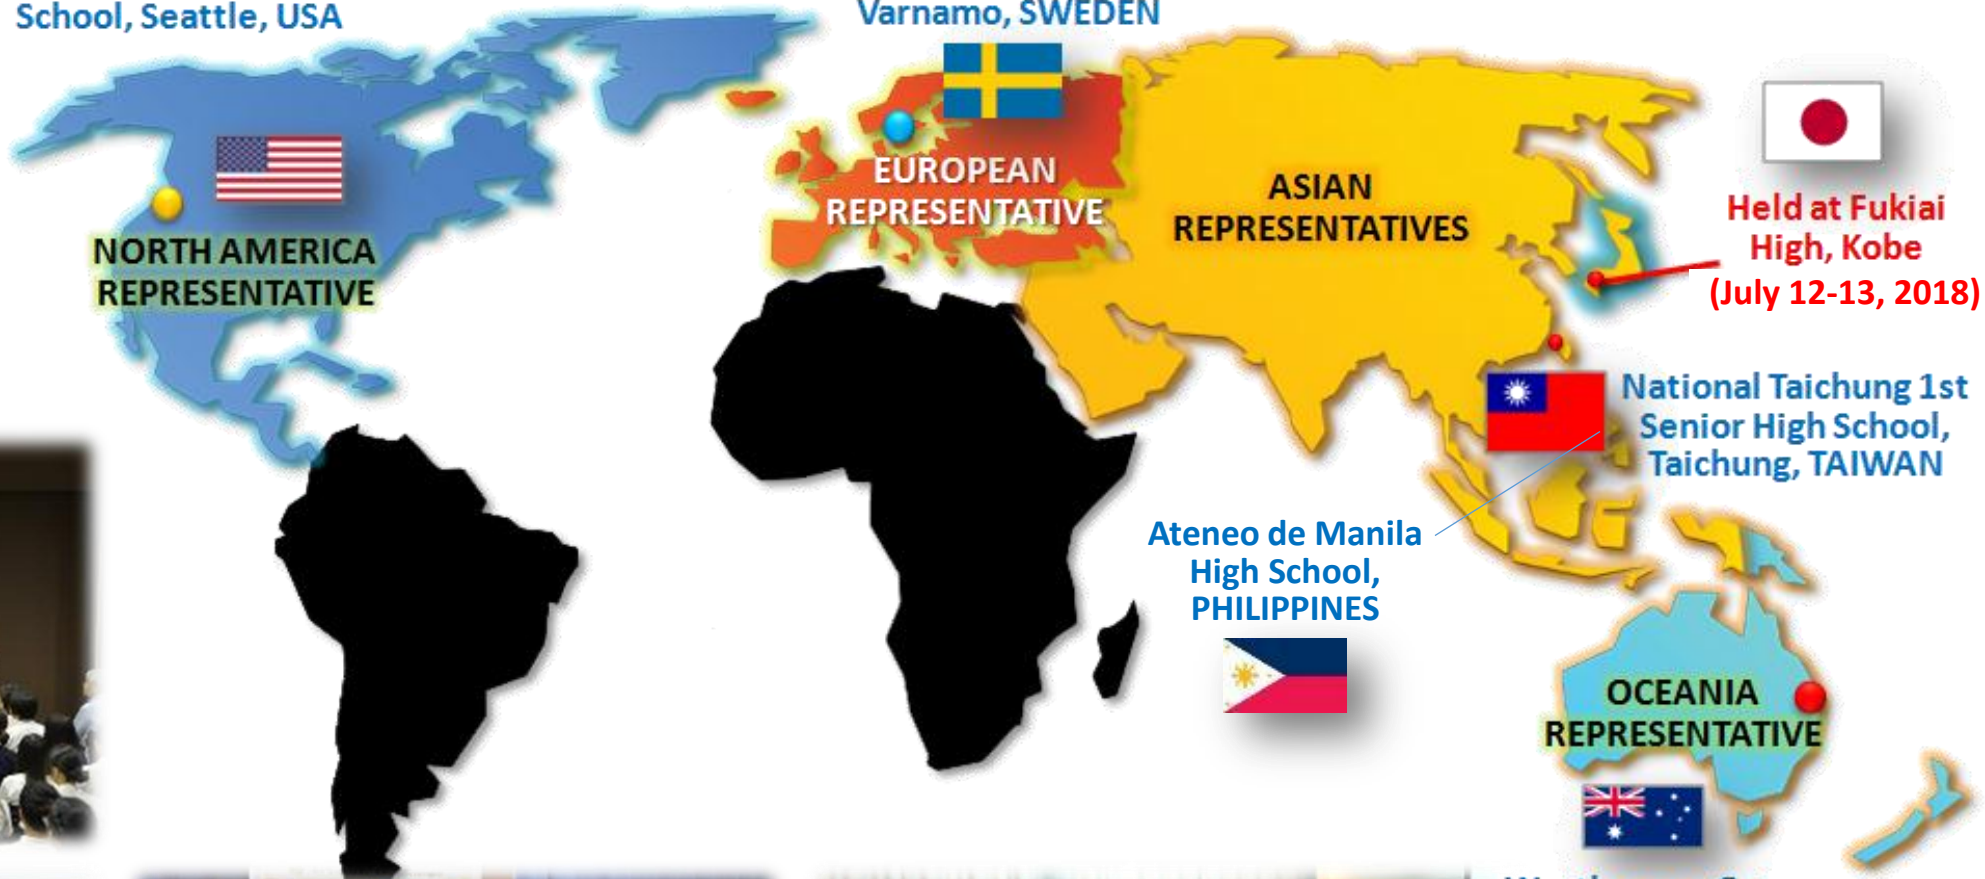 School, Seattle, USA
Varnamo, SWEDEN
NORTH AMERICA
REPRESENTATIVE
EUROPEAN
REPRESENTATIVE
ASIAN
REPRESENTATIVES
Held at Fukiai
High, Kobe
(July 12-13, 2018)
National Taichung 1st
Senior High School,
Taichung, TAIWAN
Ateneo de Manila
High School,
PHILIPPINES
OCEANIA
REPRESENTATIVE